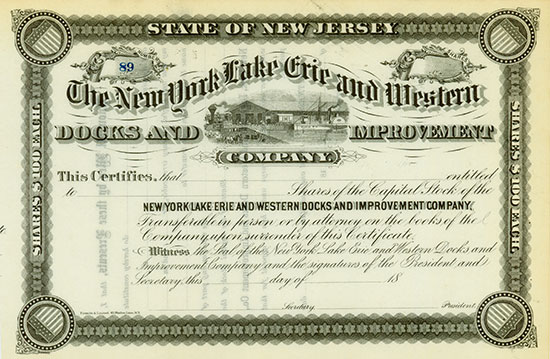 STATE OF NEW JERSEY.
89
The New York Lake Erie and Western
DOCKS AND IMPROVEMENT
COMPANY.
SHARES $100 EACH.
SHARES $100 EACH.
This Certifies, that entitled
to Shares of the Capital Stock of the
NEW YORK LAKE ERIE AND WESTERN DOCKS AND IMPROVEMENT COMPANY,
Transferable in person or by attorney on the books of the
Company upon surrender of this Certificate.
Witness the Seal of the New York Lake Erie and Western Docks and
Improvement Company and the signatures of the President and
Secretary, this day of 18
Secretary. President.